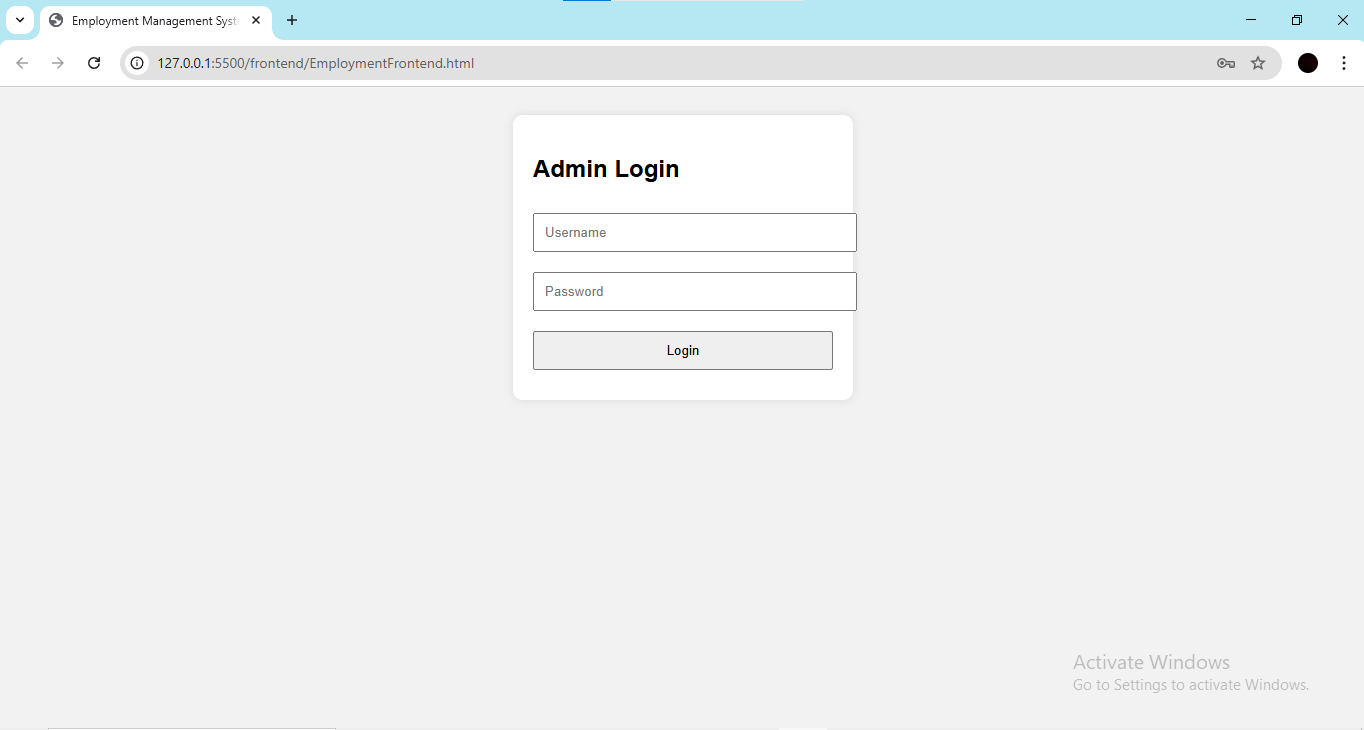 Employment Management Syst
127.0.0.1:5500/frontend/EmploymentFrontend.html
Admin Login
Username
Password
Login
Activate Windows
Go to Settings to activate Windows.